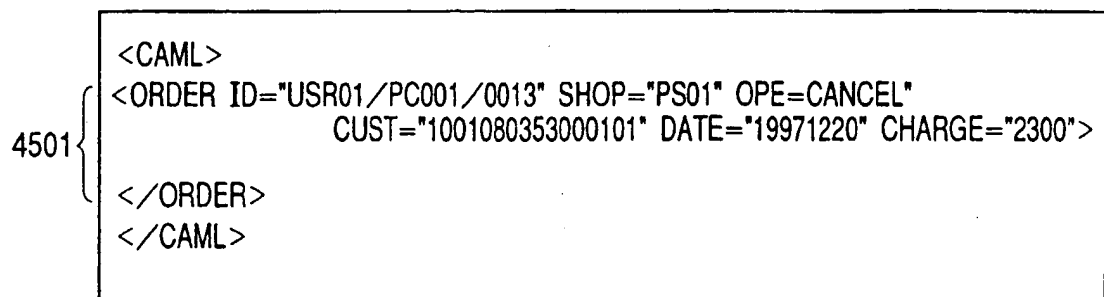 <CAML>
<ORDER ID="USR01/PC001/0013" SHOP="PS01" OPE=CANCEL"
CUST="1001080353000101" DATE="19971220" CHARGE="2300">
4501
</ORDER>
</CAML>